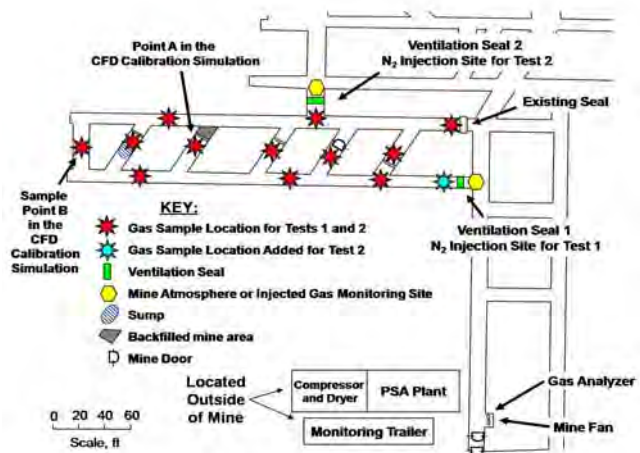 Point A in the
CFD Calibration Simulation
Ventilation Seal 2
N₂ Injection Site for Test 2
Existing Seal
Sample
Point B
in the
CFD
Calibration
Simulation
Ventilation Seal 1
N₂ Injection Site for Test 1
KEY:
Gas Sample Location for Tests 1 and 2
Gas Sample Location Added for Test 2
Ventilation Seal
Mine Atmosphere or Injected Gas Monitoring Site
Sump
Backfilled mine area
Mine Door
Located
Outside
of Mine
Compressor
and Dryer
PSA Plant
Monitoring Trailer
Gas Analyzer
Mine Fan
0 20 40 60
Scale, ft